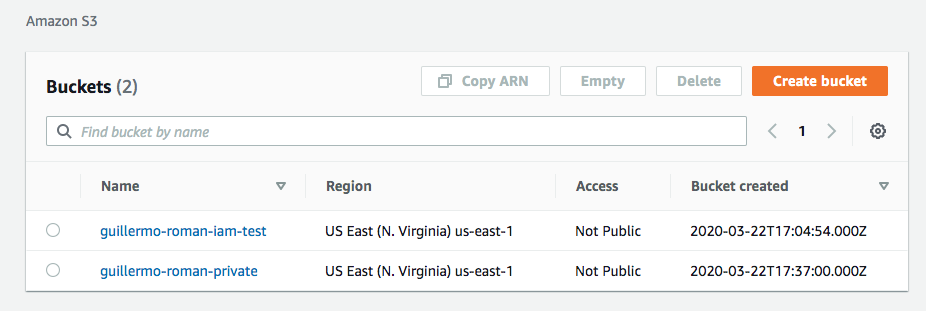 Amazon S3
Buckets (2) Copy ARN Empty Delete Create bucket
Find bucket by name 1
Name Region Access Bucket created
guillermo-roman-iam-test US East (N. Virginia) us-east-1 Not Public 2020-03-22T17:04:54.000Z
guillermo-roman-private US East (N. Virginia) us-east-1 Not Public 2020-03-22T17:37:00.000Z